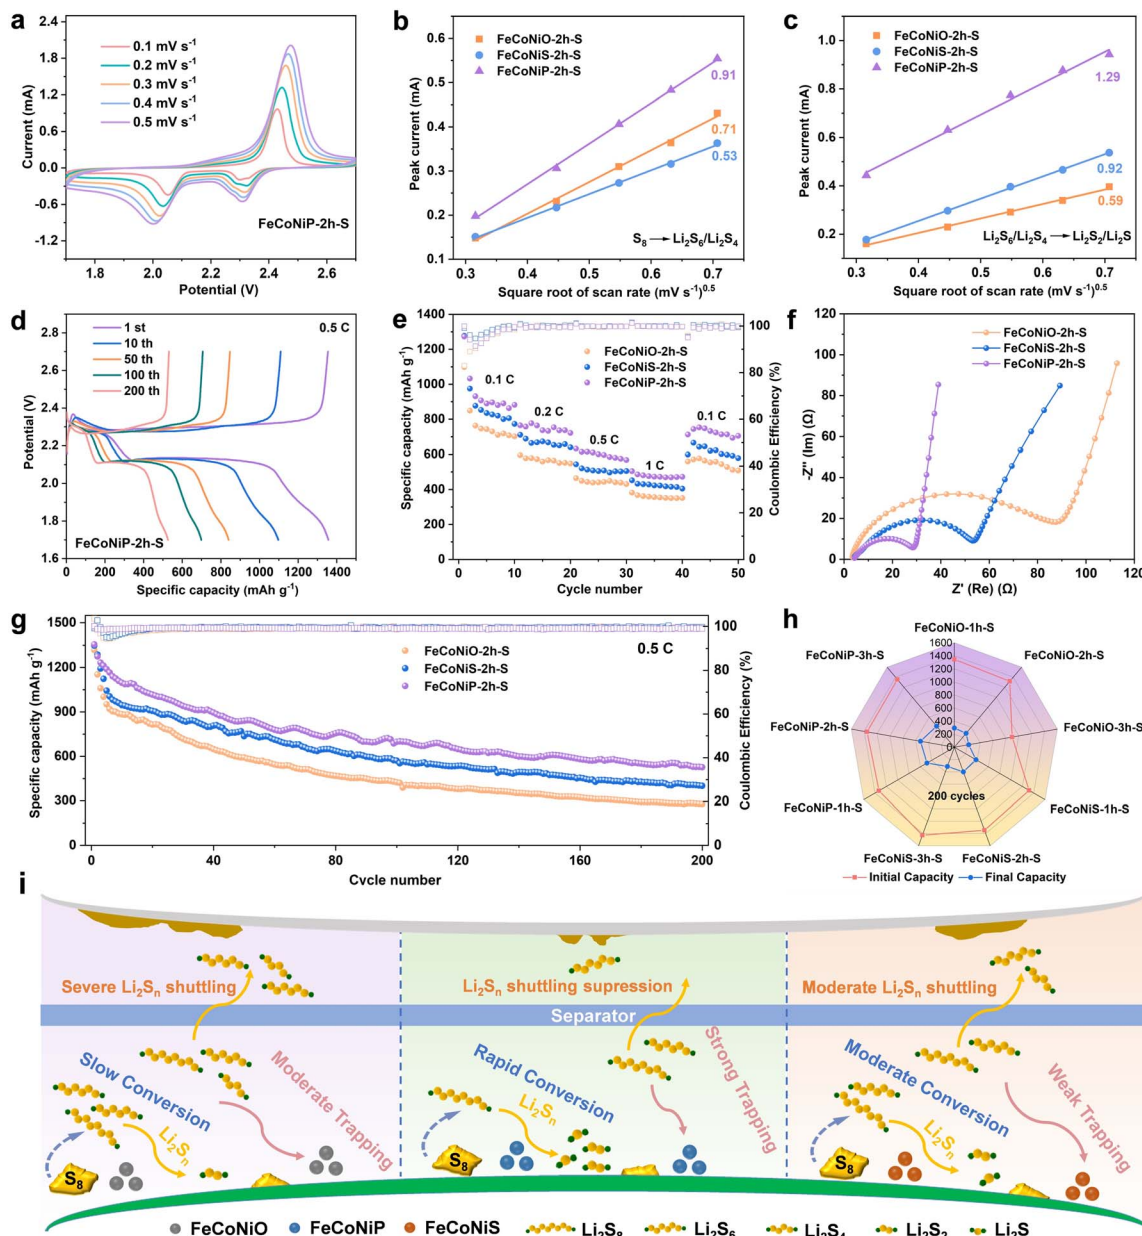 a
Current (mA)
1.2
0.6
0.0
-0.6
-1.2
0.1 mV s⁻¹
0.2 mV s⁻¹
0.3 mV s⁻¹
0.4 mV s⁻¹
0.5 mV s⁻¹
FeCoNiP-2h-S
1.8 2.0 2.2 2.4 2.6
Potential (V)
b
Peak current (mA)
0.6
0.5
0.4
0.3
0.2
0.1
FeCoNiO-2h-S
FeCoNiS-2h-S
FeCoNiP-2h-S
0.91
0.71
0.53
S₈ → Li₂S₆/Li₂S₄
0.3 0.4 0.5 0.6 0.7
Square root of scan rate (mV s⁻¹)⁰·⁵
c
Peak current (mA)
1.0
0.8
0.6
0.4
0.2
FeCoNiO-2h-S
FeCoNiS-2h-S
FeCoNiP-2h-S
1.29
0.92
0.59
Li₂S₆/Li₂S₄ → Li₂S₂/Li₂S
0.3 0.4 0.5 0.6 0.7
Square root of scan rate (mV s⁻¹)⁰·⁵
d
Potential (V)
2.8
2.6
2.4
2.2
2.0
1.8
1.6
1 st
10 th
50 th
100 th
200 th
0.5 C
FeCoNiP-2h-S
0 200 400 600 800 1000 1400
Specific capacity (mAh g⁻¹)
e
Specific capacity (mAh g⁻¹)
1400
1200
1000
800
600
400
200
0
FeCoNiO-2h-S
FeCoNiS-2h-S
FeCoNiP-2h-S
0.1 C
0.2 C
0.5 C
1 C
0.1 C
100
80
60
40
20
0
Coulombic Efficiency (%)
0 10 20 30 40 50
Cycle number
f
-Z'' (Im) (Ω)
120
100
80
60
40
20
0
FeCoNiO-2h-S
FeCoNiS-2h-S
FeCoNiP-2h-S
0 20 40 60 80 100 120
Z' (Re) (Ω)
g
Specific capacity (mAh g⁻¹)
1500
1200
900
600
300
0
0.5 C
FeCoNiO-2h-S
FeCoNiS-2h-S
FeCoNiP-2h-S
100
80
60
40
20
0
Coulombic Efficiency (%)
0 40 80 120 160 200
Cycle number
h
FeCoNiO-1h-S
FeCoNiP-3h-S
FeCoNiO-2h-S
FeCoNiP-2h-S
FeCoNiO-3h-S
FeCoNiP-1h-S
FeCoNiS-1h-S
FeCoNiS-3h-S
FeCoNiS-2h-S
1600
1400
1200
1000
800
600
400
200
0
200 cycles
Initial Capacity
Final Capacity
i
Severe Li₂Sₙ shuttling
Li₂Sₙ shuttling supression
Moderate Li₂Sₙ shuttling
Separator
Slow Conversion
Li₂Sₙ
Moderate Trapping
S₈
Rapid Conversion
Li₂Sₙ
Strong Trapping
S₈
Moderate Conversion
Li₂Sₙ
Weak Trapping
S₈
FeCoNiO FeCoNiP FeCoNiS Li₂S₈ Li₂S₆ Li₂S₄ Li₂S₂ Li₂S